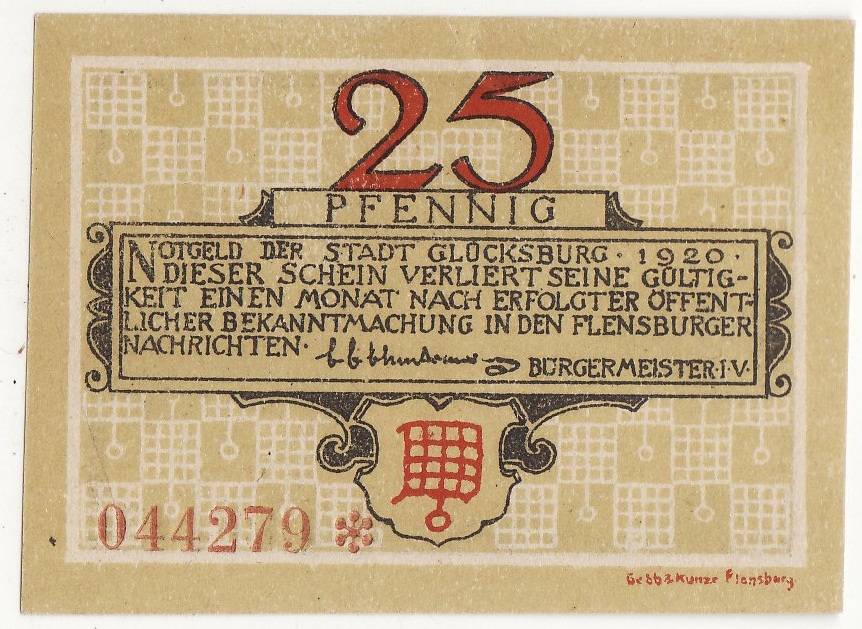 25
PFENNIG
NOTGELD DER STADT GLÜCKSBURG · 1920 ·
DIESER SCHEIN VERLIERT SEINE GÜLTIG-
KEIT EINEN MONAT NACH ERFOLGTER ÖFFENT-
LICHER BEKANNTMACHUNG IN DEN FLENSBURGER
NACHRICHTEN · BÜRGERMEISTER·I·V·
044279 *
Kunze Flensburg